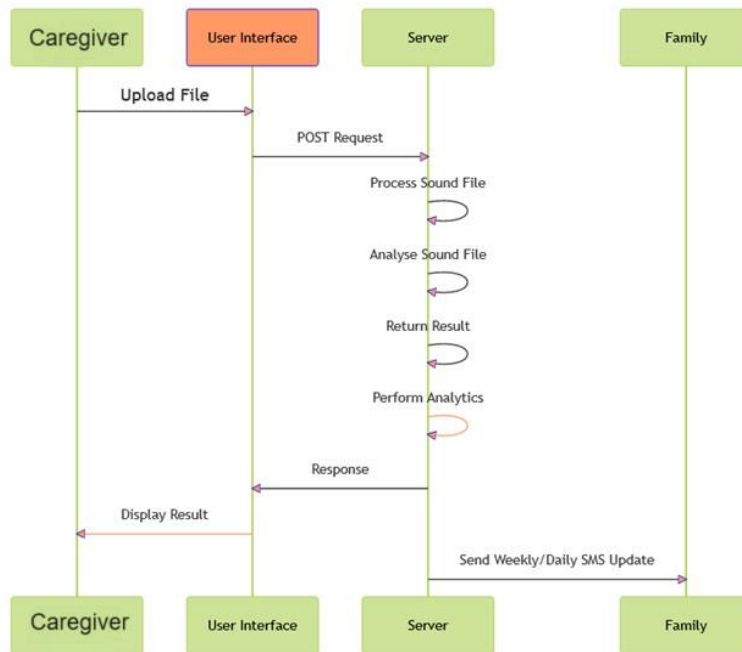 Caregiver
User Interface
Server
Family
Upload File
POST Request
Process Sound File
Analyse Sound File
Return Result
Perform Analytics
Response
Display Result
Send Weekly/Daily SMS Update
Caregiver
User Interface
Server
Family